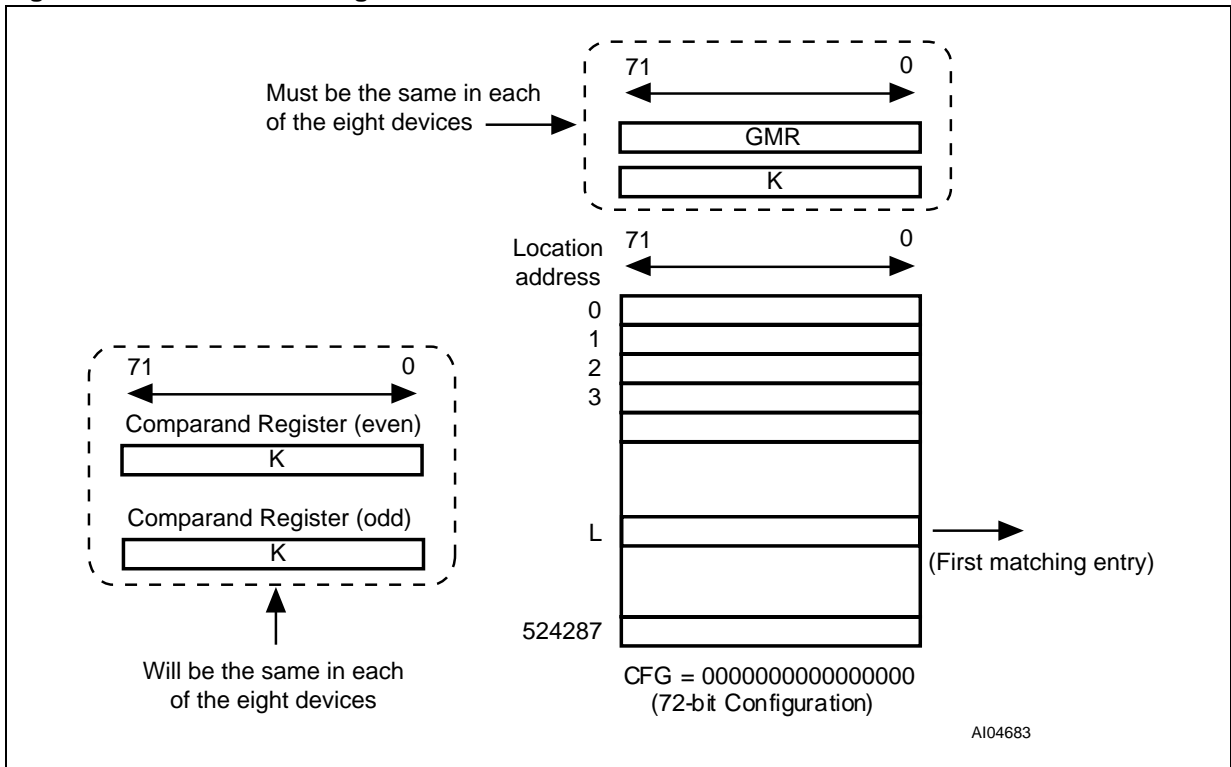 71 0
Must be the same in each
of the eight devices
GMR
K
Location
address
71 0
0
1
2
3
L
(First matching entry)
524287
CFG = 0000000000000000
(72-bit Configuration)
71 0
Comparand Register (even)
K
Comparand Register (odd)
K
Will be the same in each
of the eight devices
AI04683